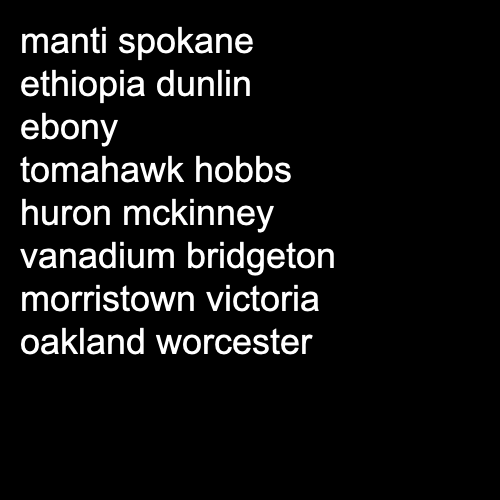 manti spokane
ethiopia dunlin
ebony
tomahawk hobbs
huron mckinney
vanadium bridgeton
morristown victoria
oakland worcester